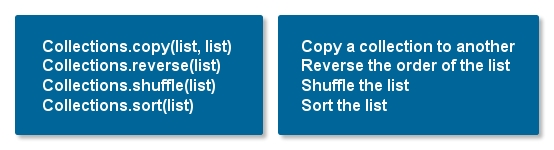 Collections.copy(list, list)
Collections.reverse(list)
Collections.shuffle(list)
Collections.sort(list)
Copy a collection to another
Reverse the order of the list
Shuffle the list
Sort the list